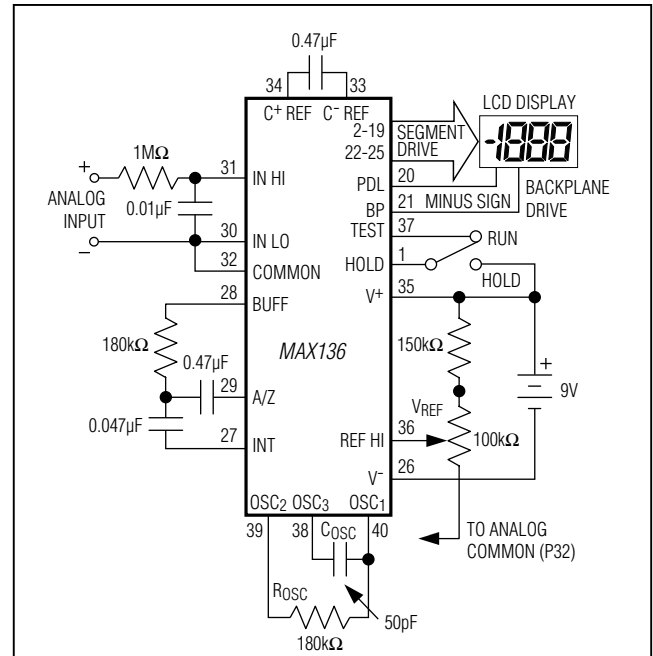 0.47µF
34
33
C+ REF
C- REF
LCD DISPLAY
2-19
22-25
SEGMENT
DRIVE
-1888
PDL
20
BP
21
MINUS SIGN
BACKPLANE
DRIVE
TEST
37
RUN
HOLD
1
HOLD
V+
35
+
ANALOG
INPUT
–
1MΩ
0.01µF
31
IN HI
30
IN LO
32
COMMON
28
BUFF
180kΩ
0.47µF
29
A/Z
0.047µF
27
INT
MAX136
150kΩ
VREF
REF HI
36
100kΩ
+
–
9V
V-
26
OSC2
OSC3
OSC1
39
38
COSC
40
TO ANALOG
COMMON (P32)
ROSC
180kΩ
50pF